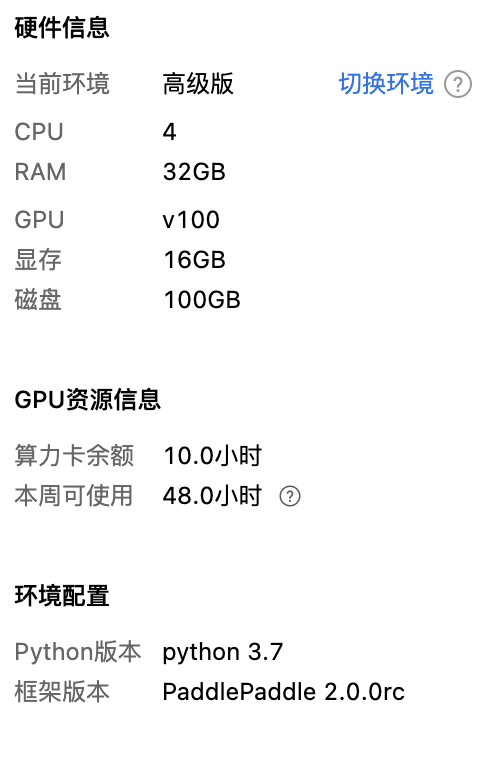 硬件信息
当前环境 高级版 切换环境 ?
CPU 4
RAM 32GB
GPU v100
显存 16GB
磁盘 100GB
GPU资源信息
算力卡余额 10.0小时
本周可使用 48.0小时 ?
环境配置
Python版本 python 3.7
框架版本 PaddlePaddle 2.0.0rc